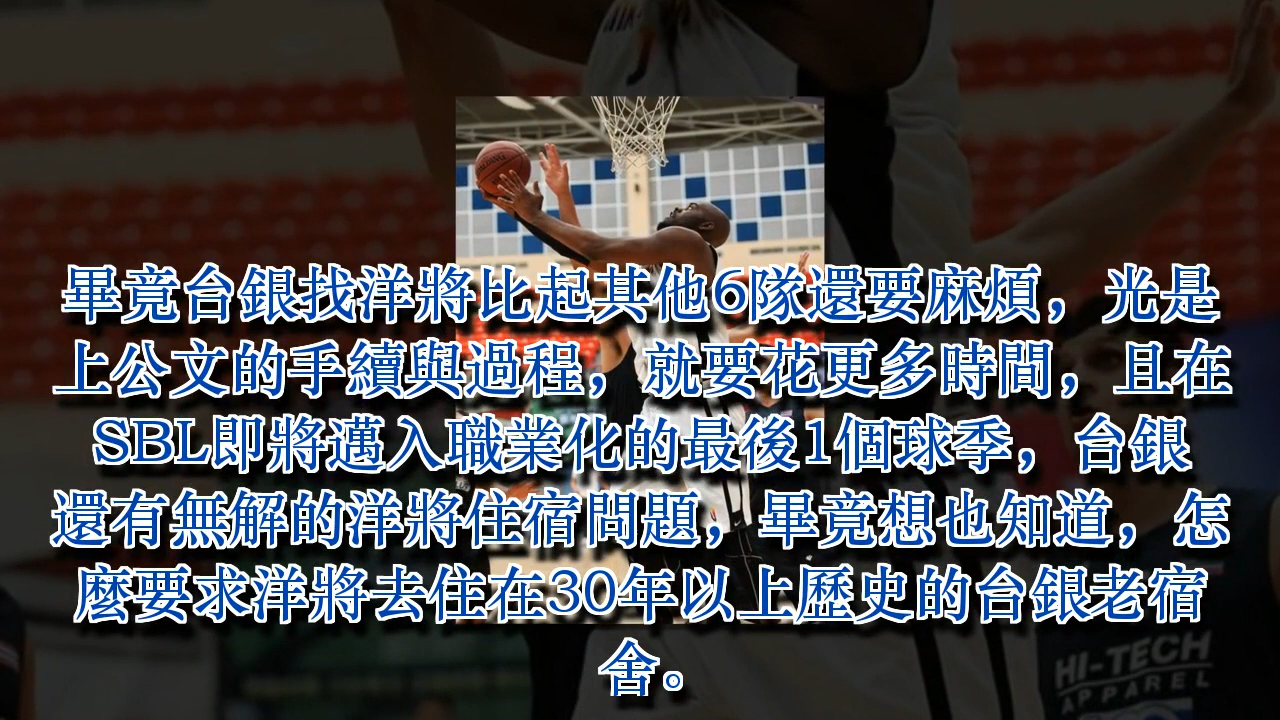 畢竟台銀找洋將比起其他6隊還要麻煩，光是
上公文的手續與過程，就要花更多時間，且在
SBL即將邁入職業化的最後1個球季，台銀
還有無解的洋將住宿問題，畢竟想也知道，怎
麼要求洋將去住在30年以上歷史的台銀老宿
舍。
HI-TECH
APPAREL